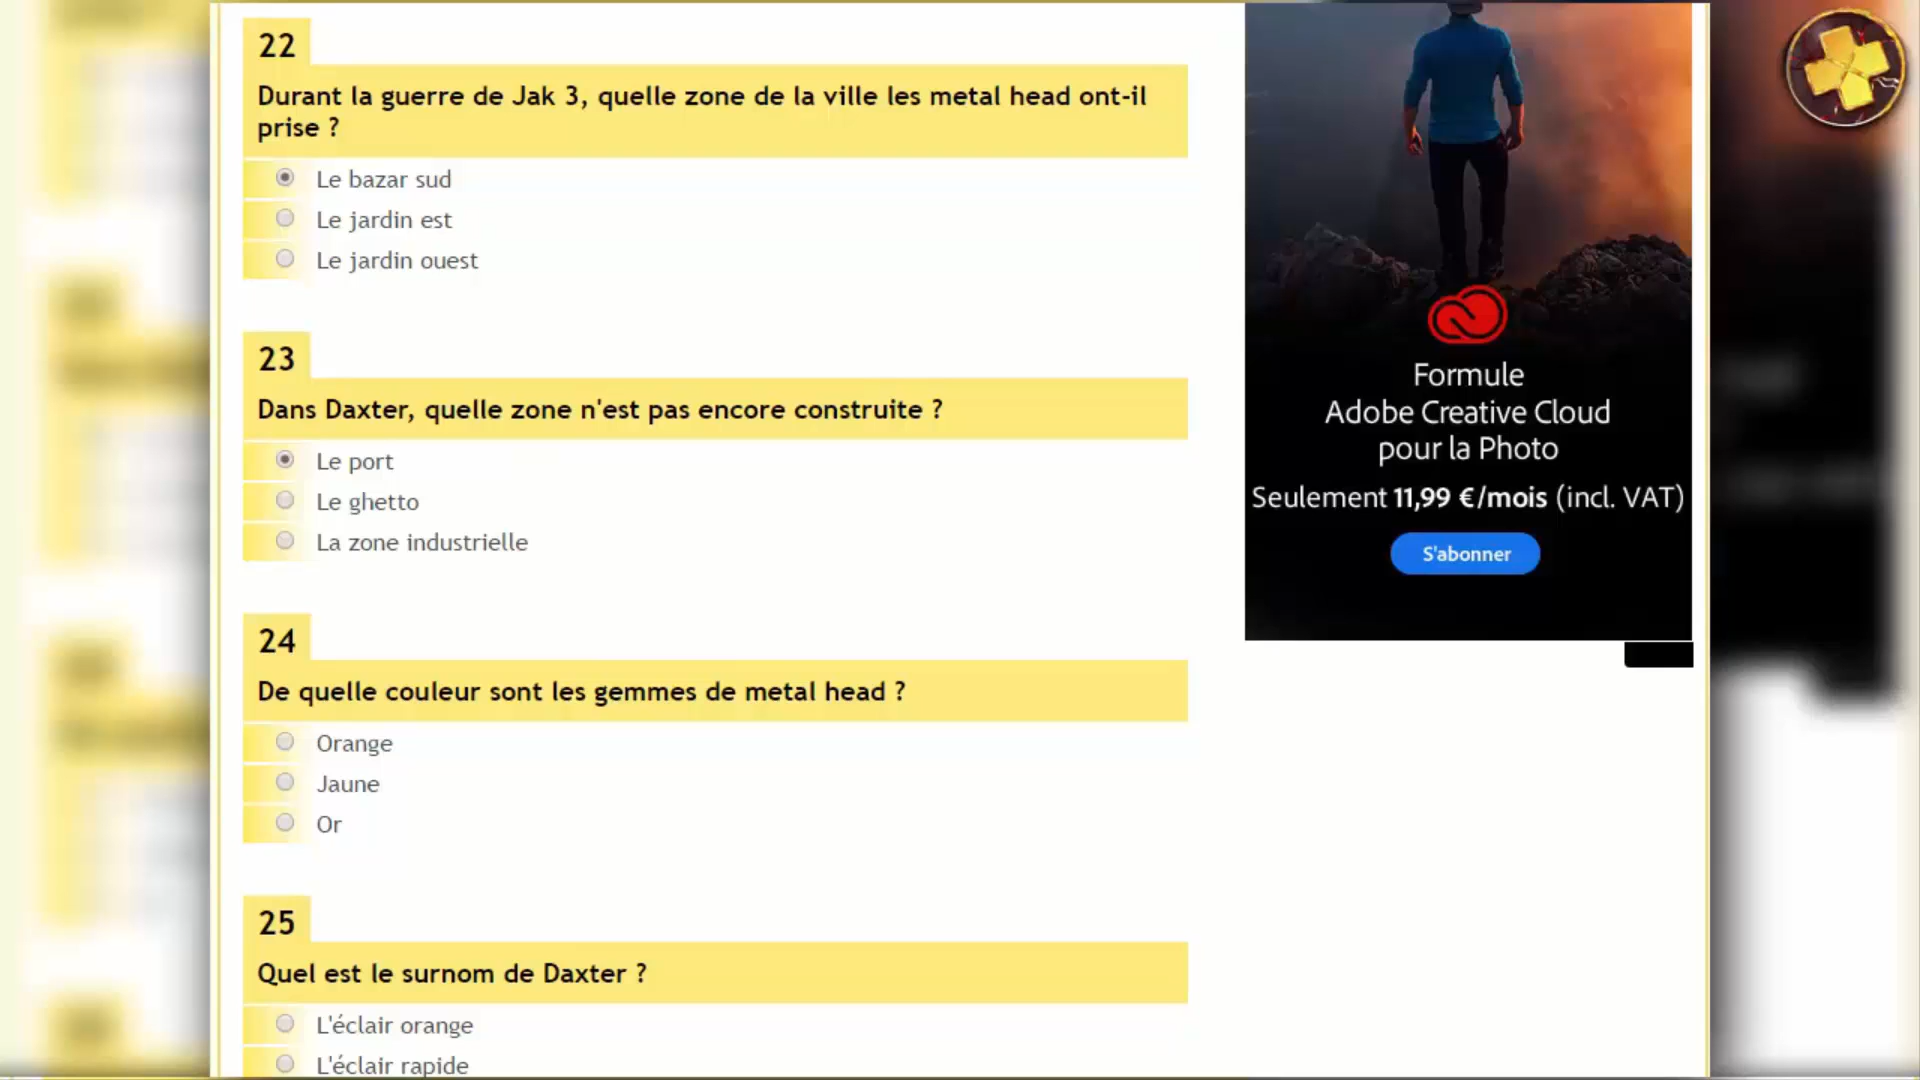 22
Durant la guerre de Jak 3, quelle zone de la ville les metal head ont-il
prise ?
Le bazar sud
Le jardin est
Le jardin ouest
23
Dans Daxter, quelle zone n'est pas encore construite ?
Le port
Le ghetto
La zone industrielle
24
De quelle couleur sont les gemmes de metal head ?
Orange
Jaune
Or
25
Quel est le surnom de Daxter ?
L'éclair orange
L'éclair rapide
Formule
Adobe Creative Cloud
pour la Photo
Seulement 11,99 €/mois (incl. VAT)
S'abonner